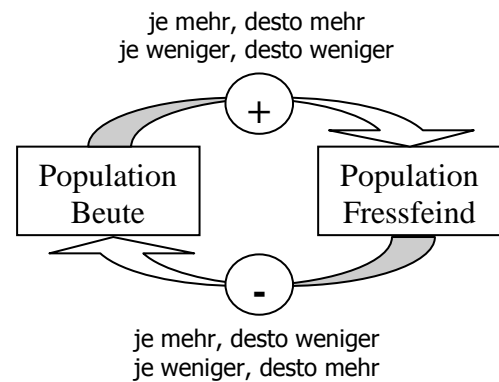 je mehr, desto mehr
je weniger, desto weniger
+
Population
Beute
Population
Fressfeind
-
je mehr, desto weniger
je weniger, desto mehr